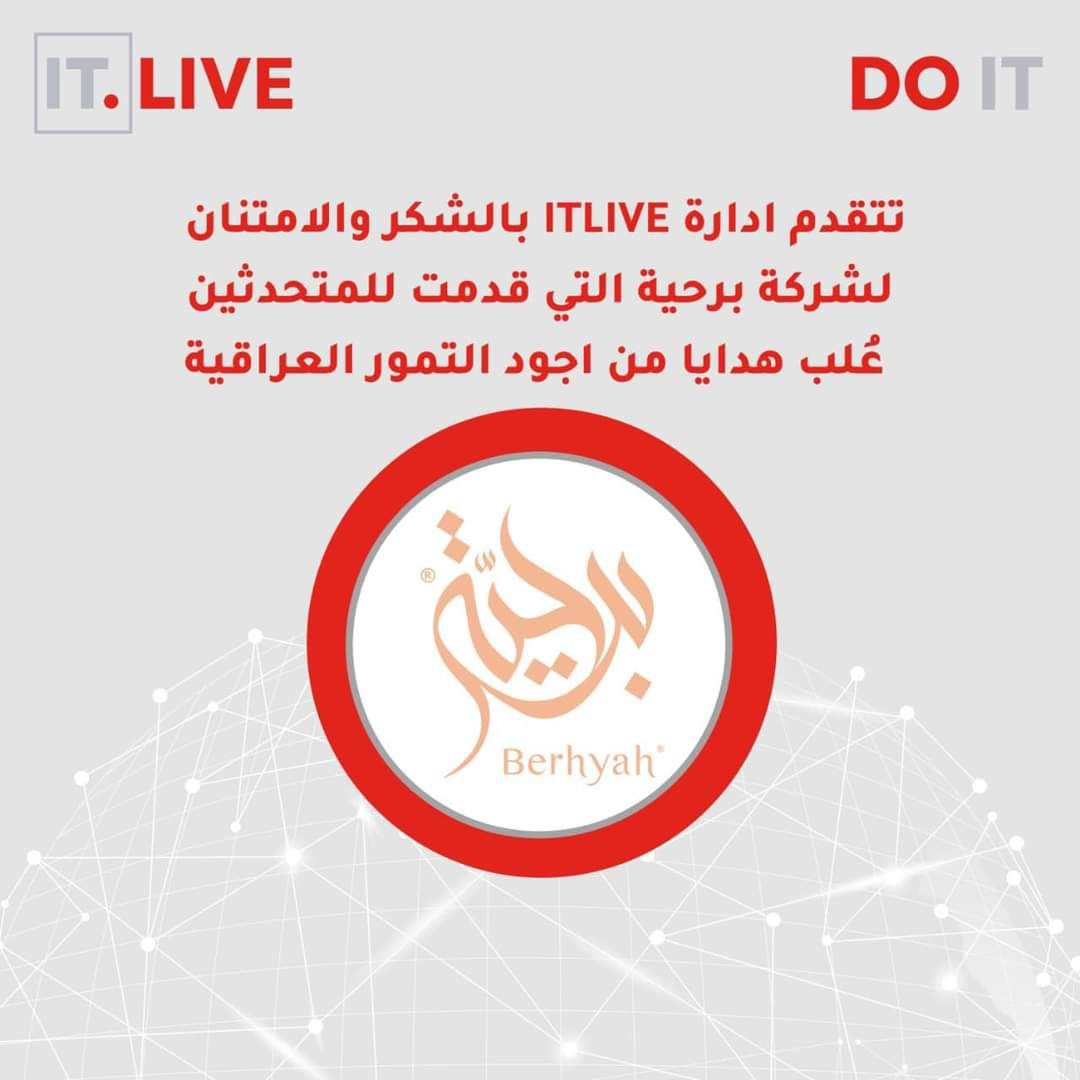 IT. LIVE
DO IT
تتقدم ادارة ITLIVE بالشكر والامتنان
لشركة برحية التي قدمت للمتحدثين
عُلب هدايا من اجود التمور العراقية
برحيّة
®
Berhyah®